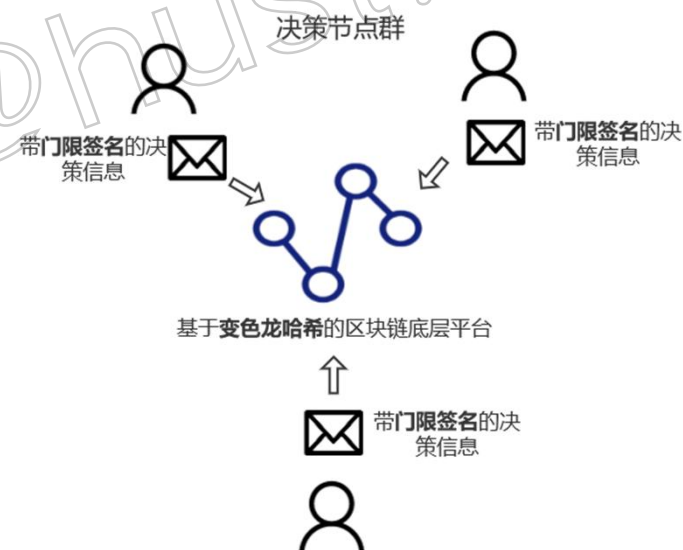 决策节点群
带门限签名的决
策信息
带门限签名的决
策信息
基于变色龙哈希的区块链底层平台
带门限签名的决
策信息